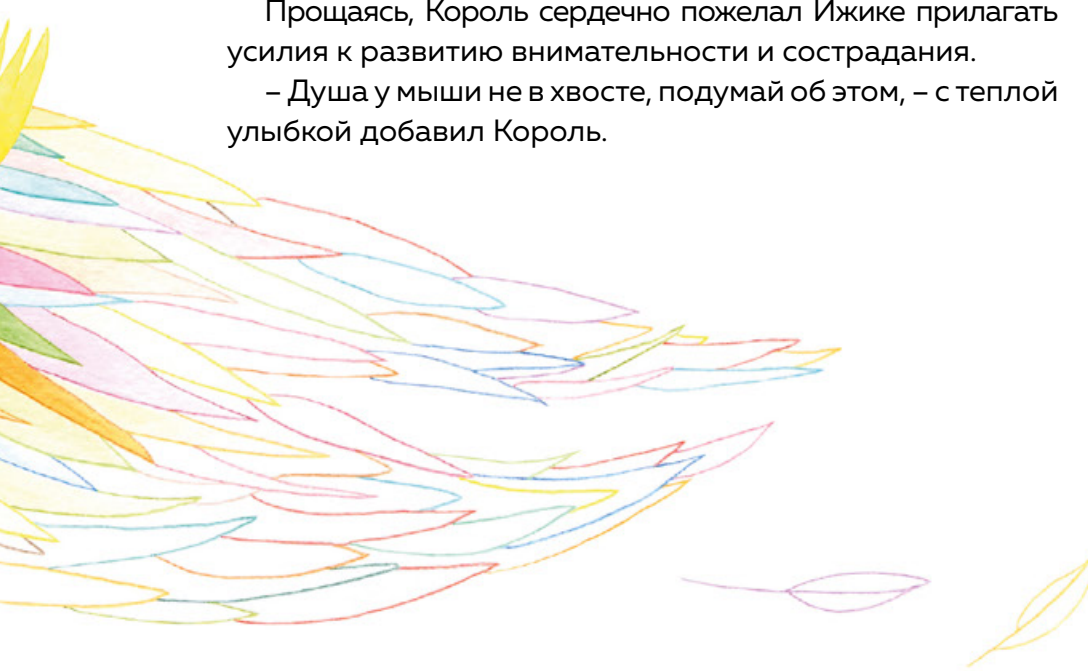 Прощаясь, Король сердечно пожелал Ижике прилагать
усилия к развитию внимательности и сострадания.
– Душа у мыши не в хвосте, подумай об этом, – с теплой
улыбкой добавил Король.